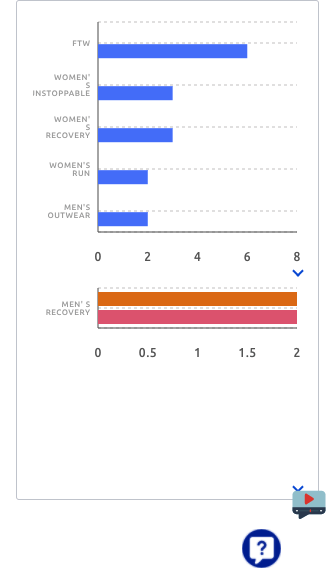 FTW
WOMEN'
S
INSTOPPABLE
WOMEN'
S
RECOVERY
WOMEN'S
RUN
MEN'S
OUTWEAR
0 2 4 6 8
MEN' S
RECOVERY
0 0.5 1 1.5 2
?